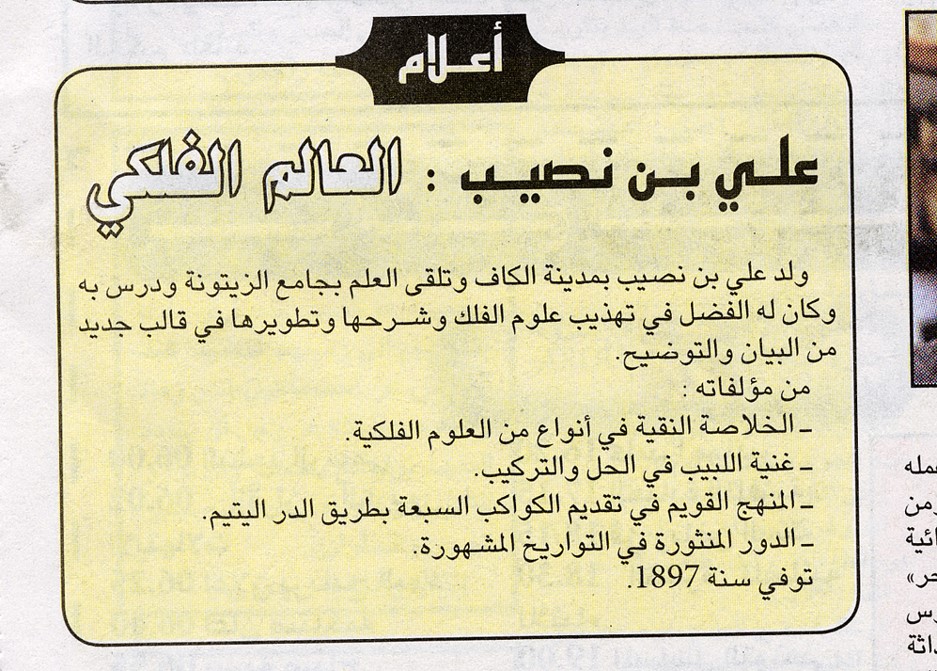 أعلام
علي بن نصيب : العالم الفلكي
ولد علي بن نصيب بمدينة الكاف وتلقى العلم بجامع الزيتونة ودرس به
وكان له الفضل في تهذيب علوم الفلك وشرحها وتطويرها في قالب جديد
من البيان والتوضيح.
من مؤلفاته :
ـ الخلاصة النقية في أنواع من العلوم الفلكية.
ـ غنية اللبيب في الحل والتركيب.
ـ المنهج القويم في تقديم الكواكب السبعة بطريق الدر اليتيم.
ـ الدور المنثورة في التواريخ المشهورة.
توفي سنة 1897.